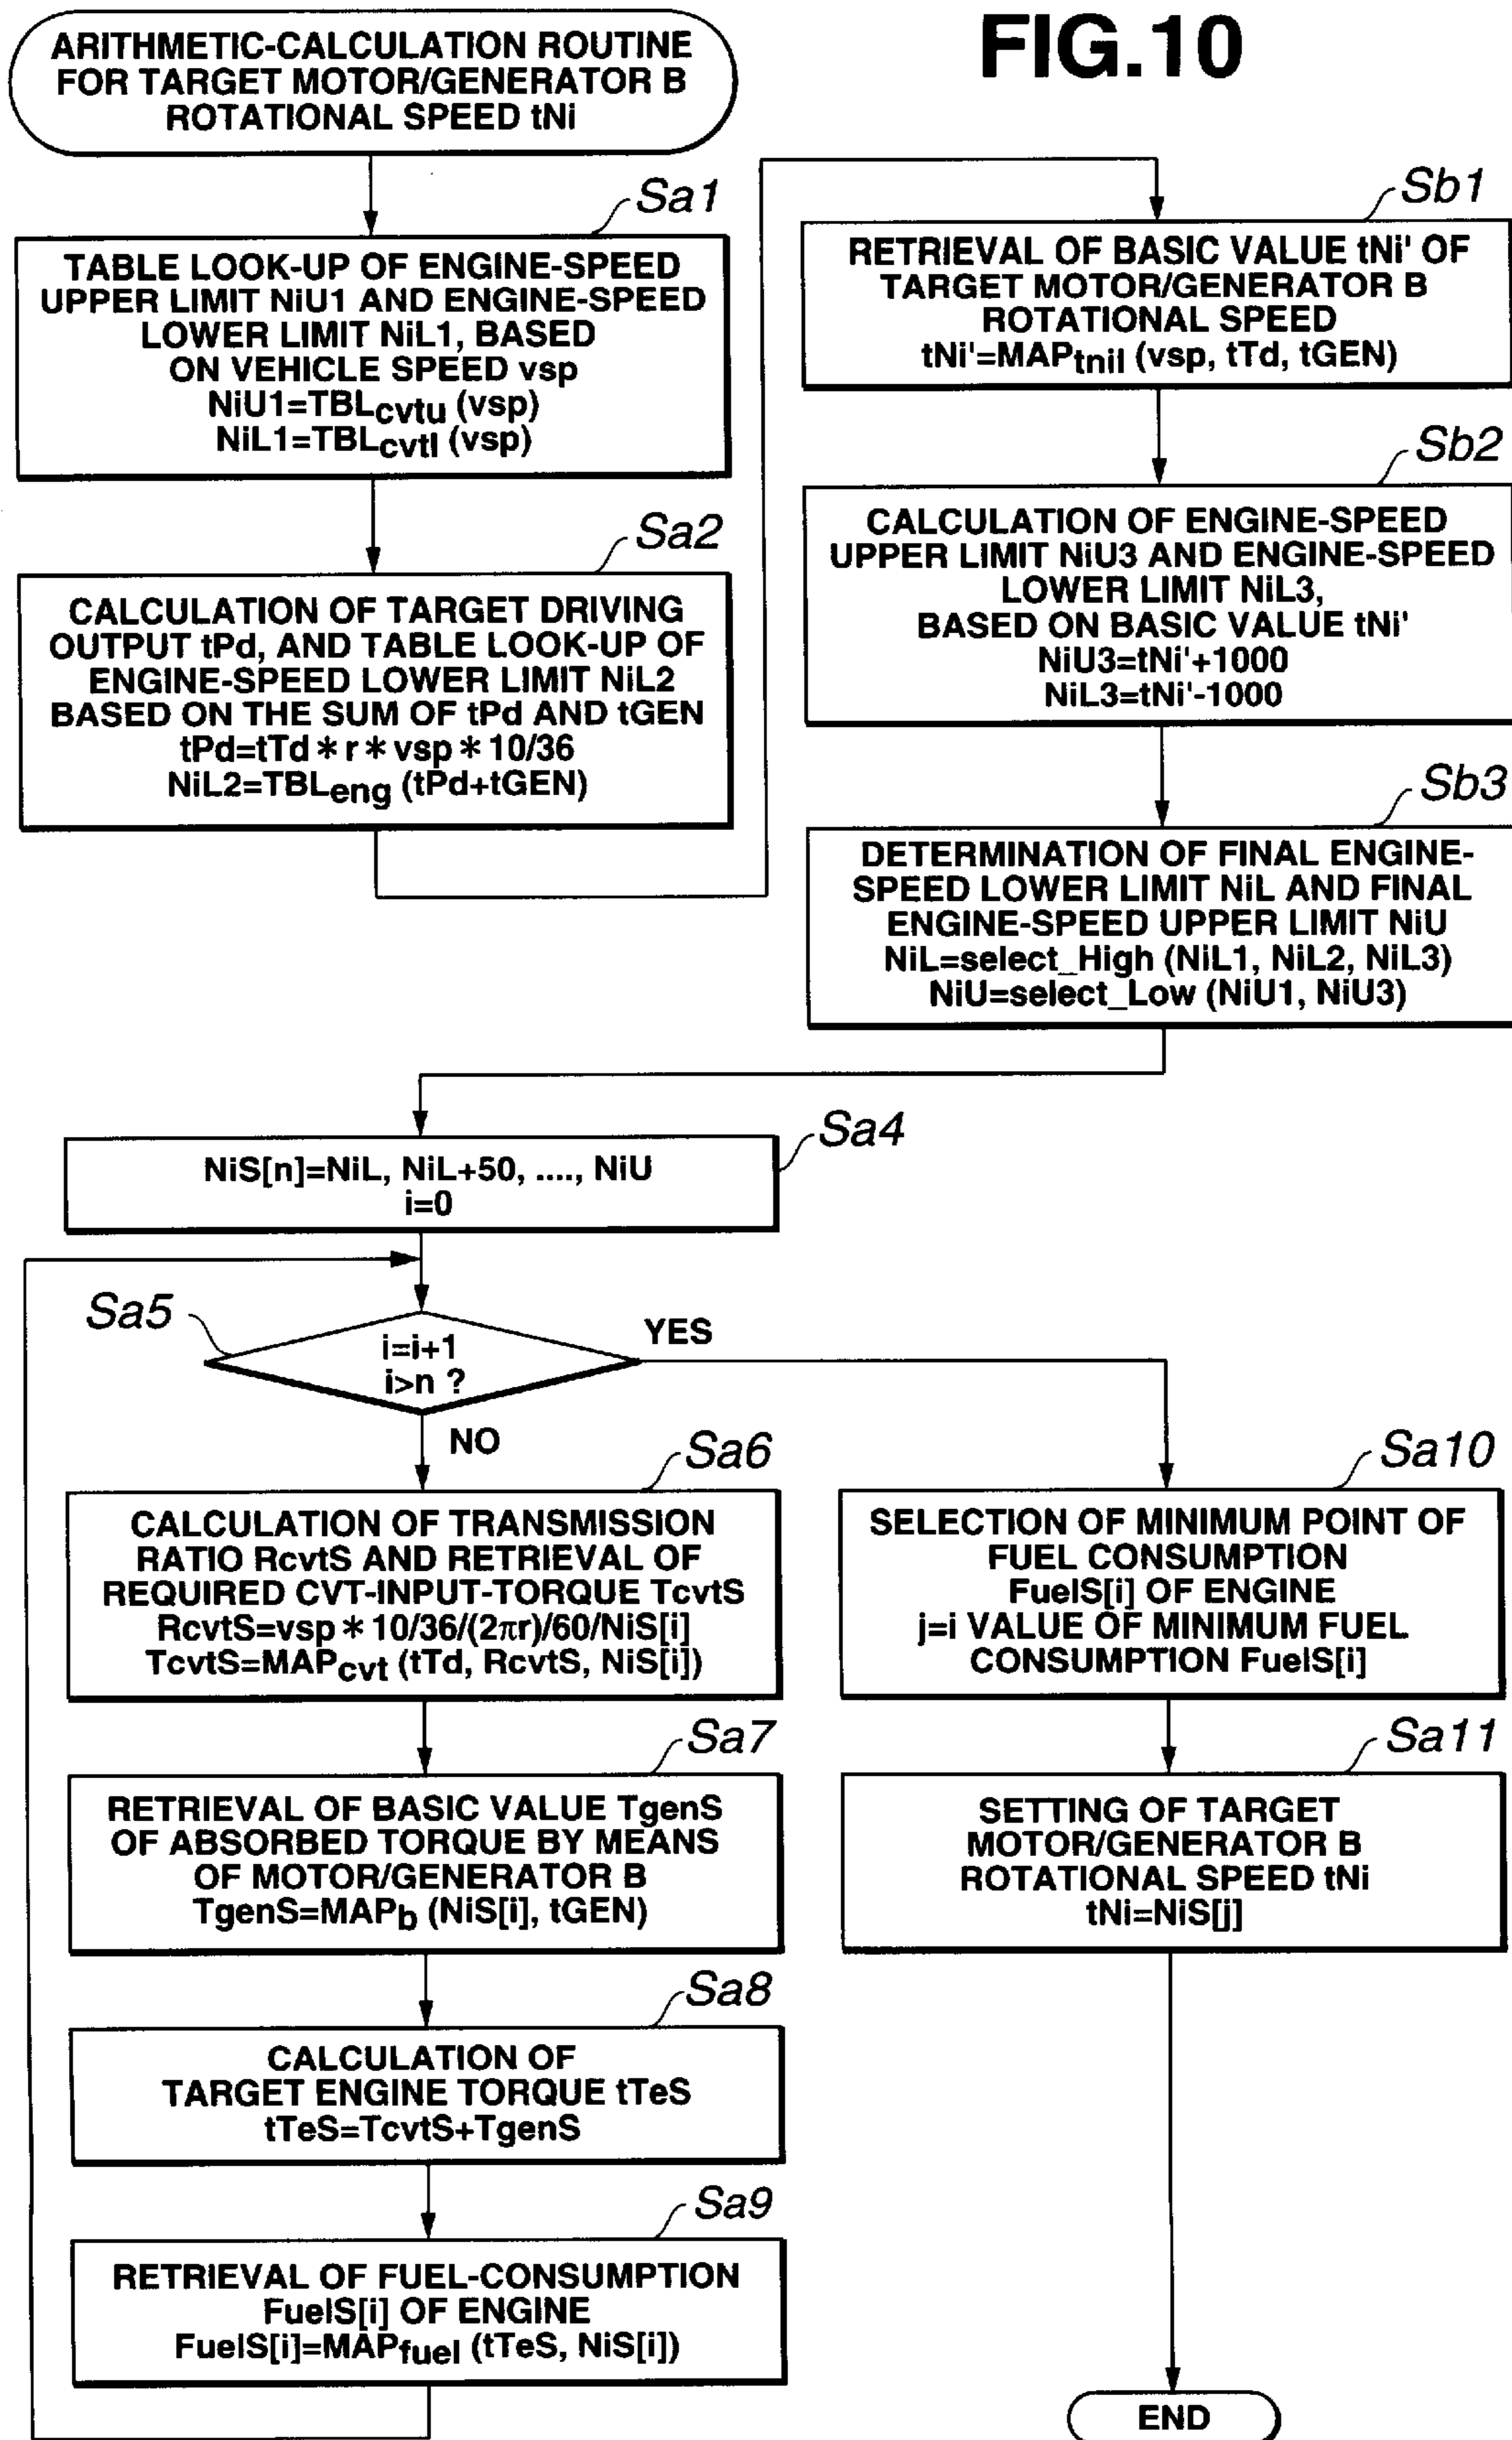 FIG.10
ARITHMETIC-CALCULATION ROUTINE
FOR TARGET MOTOR/GENERATOR B
ROTATIONAL SPEED tNi
Sa1
TABLE LOOK-UP OF ENGINE-SPEED
UPPER LIMIT NiU1 AND ENGINE-SPEED
LOWER LIMIT NiL1, BASED
ON VEHICLE SPEED vsp
NiU1=TBLcvtu (vsp)
NiL1=TBLcvtl (vsp)
Sa2
CALCULATION OF TARGET DRIVING
OUTPUT tPd, AND TABLE LOOK-UP OF
ENGINE-SPEED LOWER LIMIT NiL2
BASED ON THE SUM OF tPd AND tGEN
tPd=tTd*r*vsp*10/36
NiL2=TBLeng (tPd+tGEN)
Sb1
RETRIEVAL OF BASIC VALUE tNi' OF
TARGET MOTOR/GENERATOR B
ROTATIONAL SPEED
tNi'=MAPtnil (vsp, tTd, tGEN)
Sb2
CALCULATION OF ENGINE-SPEED
UPPER LIMIT NiU3 AND ENGINE-SPEED
LOWER LIMIT NiL3,
BASED ON BASIC VALUE tNi'
NiU3=tNi'+1000
NiL3=tNi'-1000
Sb3
DETERMINATION OF FINAL ENGINE-
SPEED LOWER LIMIT NiL AND FINAL
ENGINE-SPEED UPPER LIMIT NiU
NiL=select_High (NiL1, NiL2, NiL3)
NiU=select_Low (NiU1, NiU3)
Sa4
NiS[n]=NiL, NiL+50, ...., NiU
i=0
Sa5
i=i+1
i>n ?
YES
NO
Sa6
CALCULATION OF TRANSMISSION
RATIO RcvtS AND RETRIEVAL OF
REQUIRED CVT-INPUT-TORQUE TcvtS
RcvtS=vsp*10/36/(2πr)/60/NiS[i]
TcvtS=MAPcvt (tTd, RcvtS, NiS[i])
Sa7
RETRIEVAL OF BASIC VALUE TgenS
OF ABSORBED TORQUE BY MEANS
OF MOTOR/GENERATOR B
TgenS=MAPb (NiS[i], tGEN)
Sa8
CALCULATION OF
TARGET ENGINE TORQUE tTeS
tTeS=TcvtS+TgenS
Sa9
RETRIEVAL OF FUEL-CONSUMPTION
FuelS[i] OF ENGINE
FuelS[i]=MAPfuel (tTeS, NiS[i])
Sa10
SELECTION OF MINIMUM POINT OF
FUEL CONSUMPTION
FuelS[i] OF ENGINE
j=i VALUE OF MINIMUM FUEL
CONSUMPTION FuelS[i]
Sa11
SETTING OF TARGET
MOTOR/GENERATOR B
ROTATIONAL SPEED tNi
tNi=NiS[j]
END